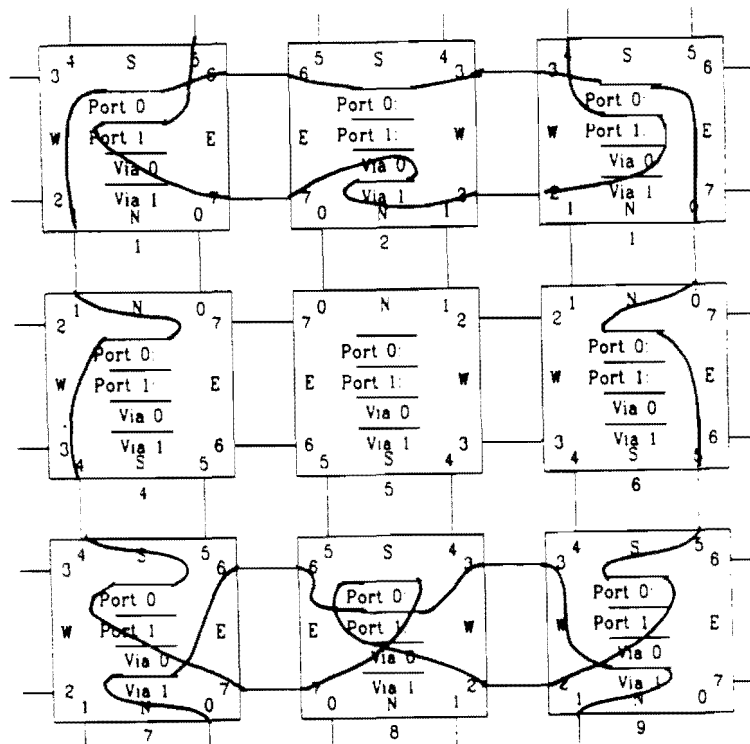 4 S 5
3 6
Port 0
W Port 1 E
Via 0
2 Via 1 7
N 0
1
5 S 4
6 3
Port 0:
E Port 1: W
Via 0
7 Via 1 2
0 N 1
2
4 S 5
3 6
Port 0:
W Port 1: E
Via 0
2 Via 1 7
1 N 0
1
1 N 0
2 7
Port 0:
W Port 1: E
Via 0
3 Via 1 6
4 S 5
4
0 N 1
7 2
Port 0:
E Port 1: W
Via 0
6 Via 1 3
5 S 4
5
1 N 0
2 7
Port 0:
W Port 1: E
Via 0
3 Via 1 6
4 S 5
6
4 S 5
3 6
Port 0
W Port 1 E
Via 0
2 Via 1 7
1 N 0
7
5 S 4
6 3
Port 0:
E Port 1 W
Via 0
7 Via 1 2
0 N 1
8
4 S 5
3 6
Port 0:
W Port 1 E
Via 0
2 Via 1 7
1 N 0
9